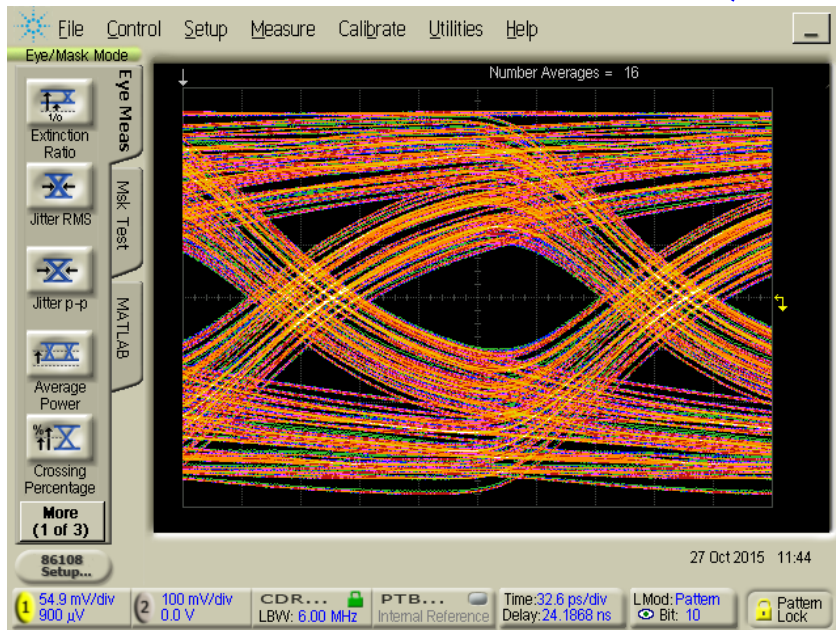 File Control Setup Measure Calibrate Utilities Help
Eye/Mask Mode
Number Averages = 16
Eye Meas
Msk Test
MATLAB
1/0
Extinction
Ratio
Jitter RMS
Jitter p-p
Average
Power
%
Crossing
Percentage
More
(1 of 3)
86108
Setup...
27 Oct 2015 11:44
1 54.9 mV/div
900 µV
2 100 mV/div
0.0 V
CDR...
LBW: 6.00 MHz
PTB...
Internal Reference
Time:32.6 ps/div
Delay:24.1868 ns
LMod: Pattern
Bit: 10
Pattern
Lock